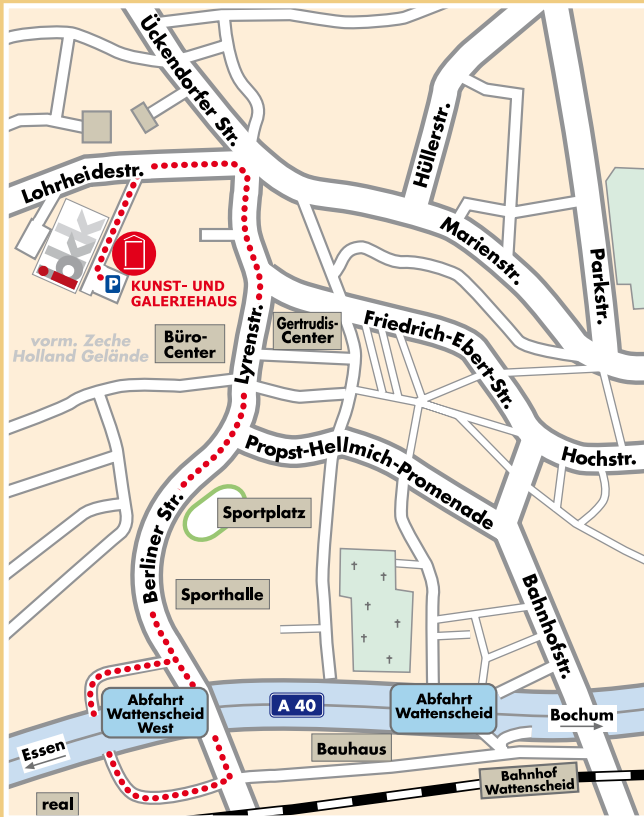 Ückendorfer Str.
Lohrheidestr.
Hüllerstr.
Marienstr.
Parkstr.
KUNST- UND
GALERIEHAUS
P
vorm. Zeche
Holland Gelände
Büro-
Center
Lyrenstr.
Gertrudis-
Center
Friedrich-Ebert-Str.
Hochstr.
Propst-Hellmich-Promenade
Berliner Str.
Sportplatz
Sporthalle
Bahnhofstr.
Abfahrt
Wattenscheid
West
A 40
Abfahrt
Wattenscheid
Bochum
Essen
Bauhaus
Bahnhof
Wattenscheid
real